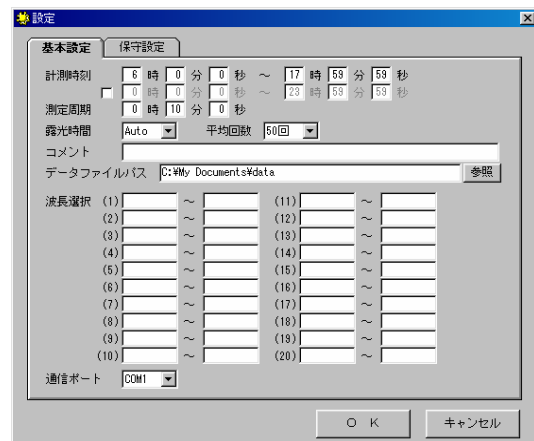 設定
基本設定 保守設定
計測時刻 6 時 0 分 0 秒 ～ 17 時 59 分 59 秒
0 時 0 分 0 秒 ～ 23 時 59 分 59 秒
測定周期 0 時 10 分 0 秒
露光時間 Auto 平均回数 50回
コメント
データファイルパス C:¥My Documents¥data 参照
波長選択 (1) ～ (11) ～
(2) ～ (12) ～
(3) ～ (13) ～
(4) ～ (14) ～
(5) ～ (15) ～
(6) ～ (16) ～
(7) ～ (17) ～
(8) ～ (18) ～
(9) ～ (19) ～
(10) ～ (20) ～
通信ポート COM1
ＯＫ キャンセル